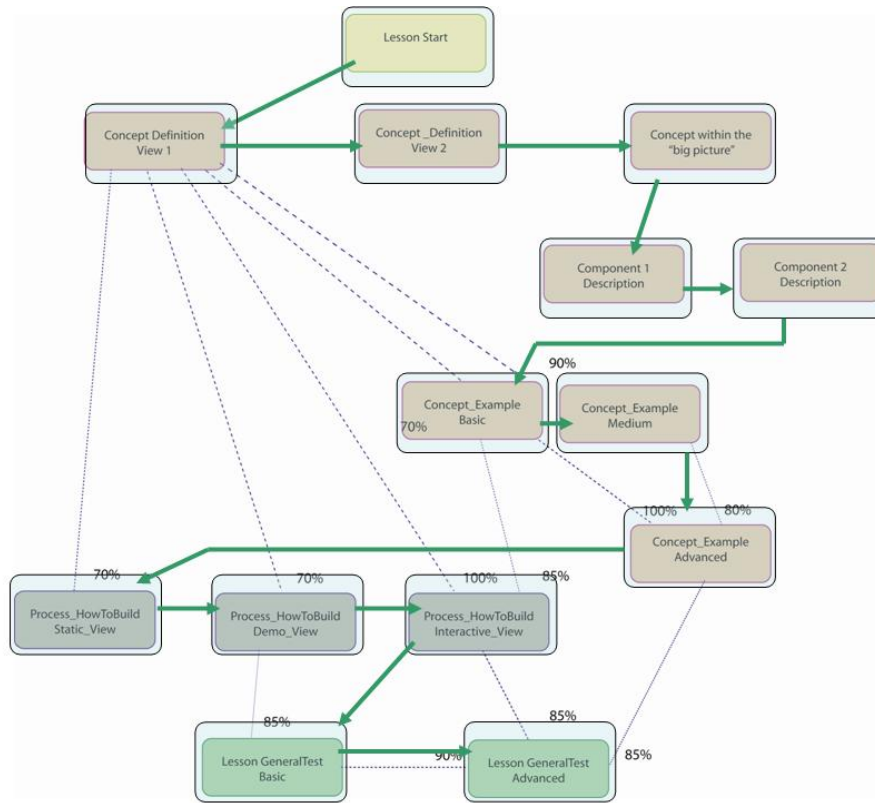 Lesson Start
Concept Definition
View 1
Concept _Definition
View 2
Concept within the
"big picture"
Component 1
Description
Component 2
Description
90%
Concept_Example
Basic
70%
Concept_Example
Medium
100%
80%
Concept_Example
Advanced
70%
70%
100%
85%
Process_HowToBuild
Static_View
Process_HowToBuild
Demo_View
Process_HowToBuild
Interactive_View
85%
85%
Lesson GeneralTest
Basic
90%
Lesson GeneralTest
Advanced
85%